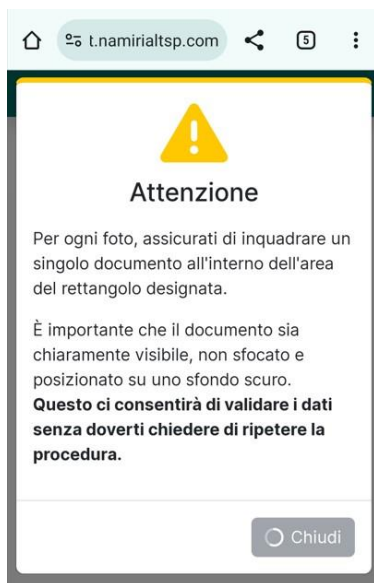 t.namirialtsp.com 5
Attenzione
Per ogni foto, assicurati di inquadrare un
singolo documento all'interno dell'area
del rettangolo designata.
È importante che il documento sia
chiaramente visibile, non sfocato e
posizionato su uno sfondo scuro.
Questo ci consentirà di validare i dati
senza doverti chiedere di ripetere la
procedura.
Chiudi